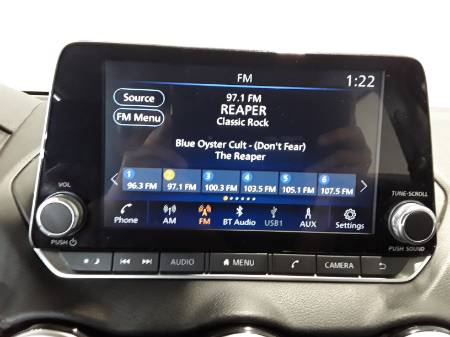 FM
1:22
Source
97.1 FM
REAPER
Classic Rock
FM Menu
Blue Oyster Cult - (Don't Fear)
The Reaper
1 2 3 4 5 6
96.3 FM 97.1 FM 100.3 FM 103.5 FM 105.1 FM 107.5 FM
VOL
TUNE·SCROLL
Phone AM FM BT Audio USB1 AUX Settings
PUSH
PUSH SOUND
AUDIO MENU CAMERA